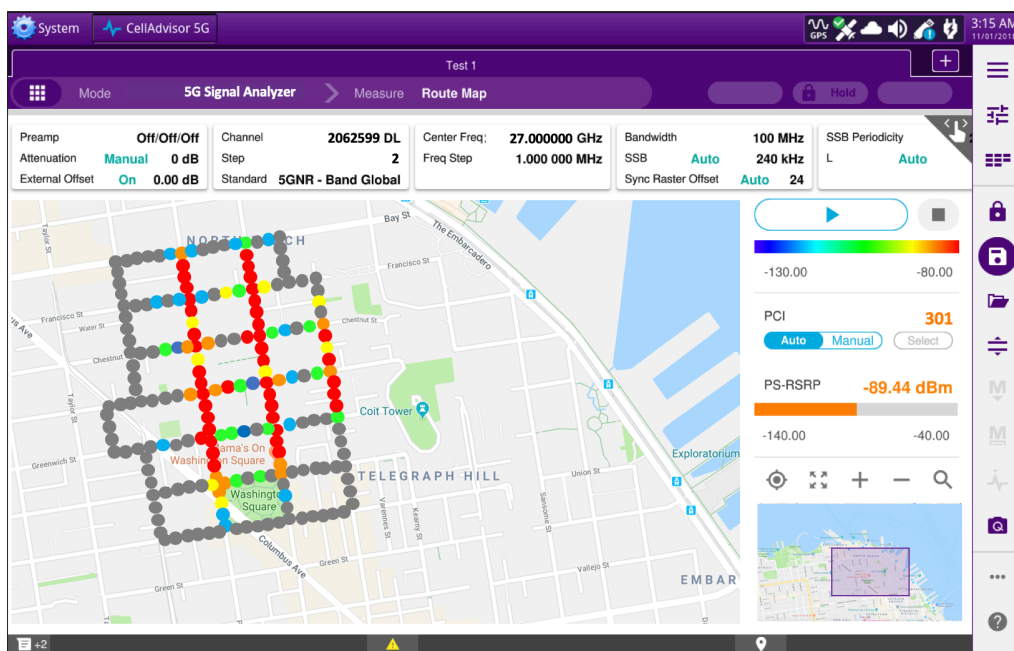 System
CellAdvisor 5G
GPS
3:15 AM
11/01/201
Test 1
+
Mode
5G Signal Analyzer
Measure
Route Map
Hold
Preamp Off/Off/Off
Attenuation Manual 0 dB
External Offset On 0.00 dB
Channel 2062599 DL
Step 2
Standard 5GNR - Band Global
Center Freq: 27.000000 GHz
Freq Step 1.000 000 MHz
Bandwidth 100 MHz
SSB Auto 240 kHz
Sync Raster Offset Auto 24
SSB Periodicity
L Auto
-130.00 -80.00
PCI 301
Auto Manual Select
PS-RSRP -89.44 dBm
-140.00 -40.00
Taylor St
Bay St
The Embarcadero
Francisco St
Francisco St
Water St
Chestnut St
Chestnut
Taylor St
Coit Tower
Greenwich St
Washington Square
TELEGRAPH HILL
Union St
Exploratorium
Washingt
Square
Varennes St
Kearny St
Sansome St
Columbus Ave
Green St
Green St
Vallejo St
EMBAR
M
M
+2